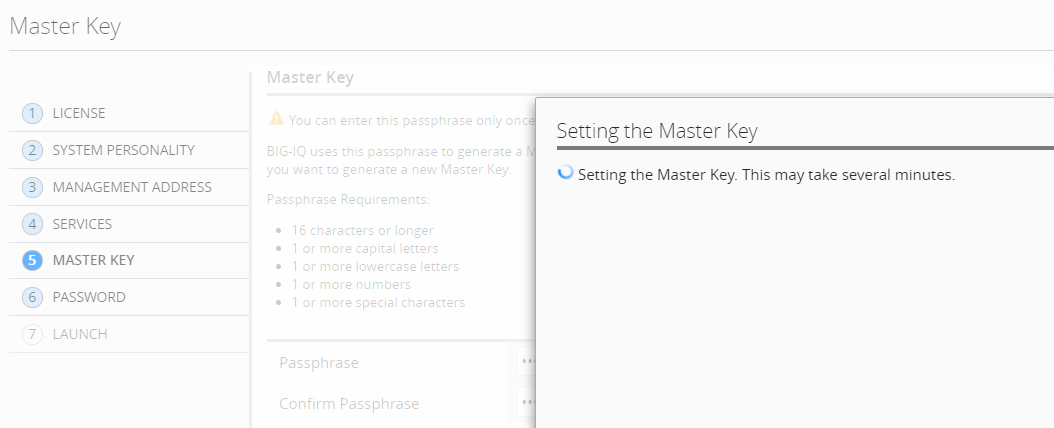 Master Key
1 LICENSE
2 SYSTEM PERSONALITY
3 MANAGEMENT ADDRESS
4 SERVICES
5 MASTER KEY
6 PASSWORD
7 LAUNCH
Master Key
You can enter this passphrase only once
BIG-IQ uses this passphrase to generate a M
you want to generate a new Master Key.
Passphrase Requirements:
• 16 characters or longer
• 1 or more capital letters
• 1 or more lowercase letters
• 1 or more numbers
• 1 or more special characters
Passphrase
Confirm Passphrase
Setting the Master Key
Setting the Master Key. This may take several minutes.